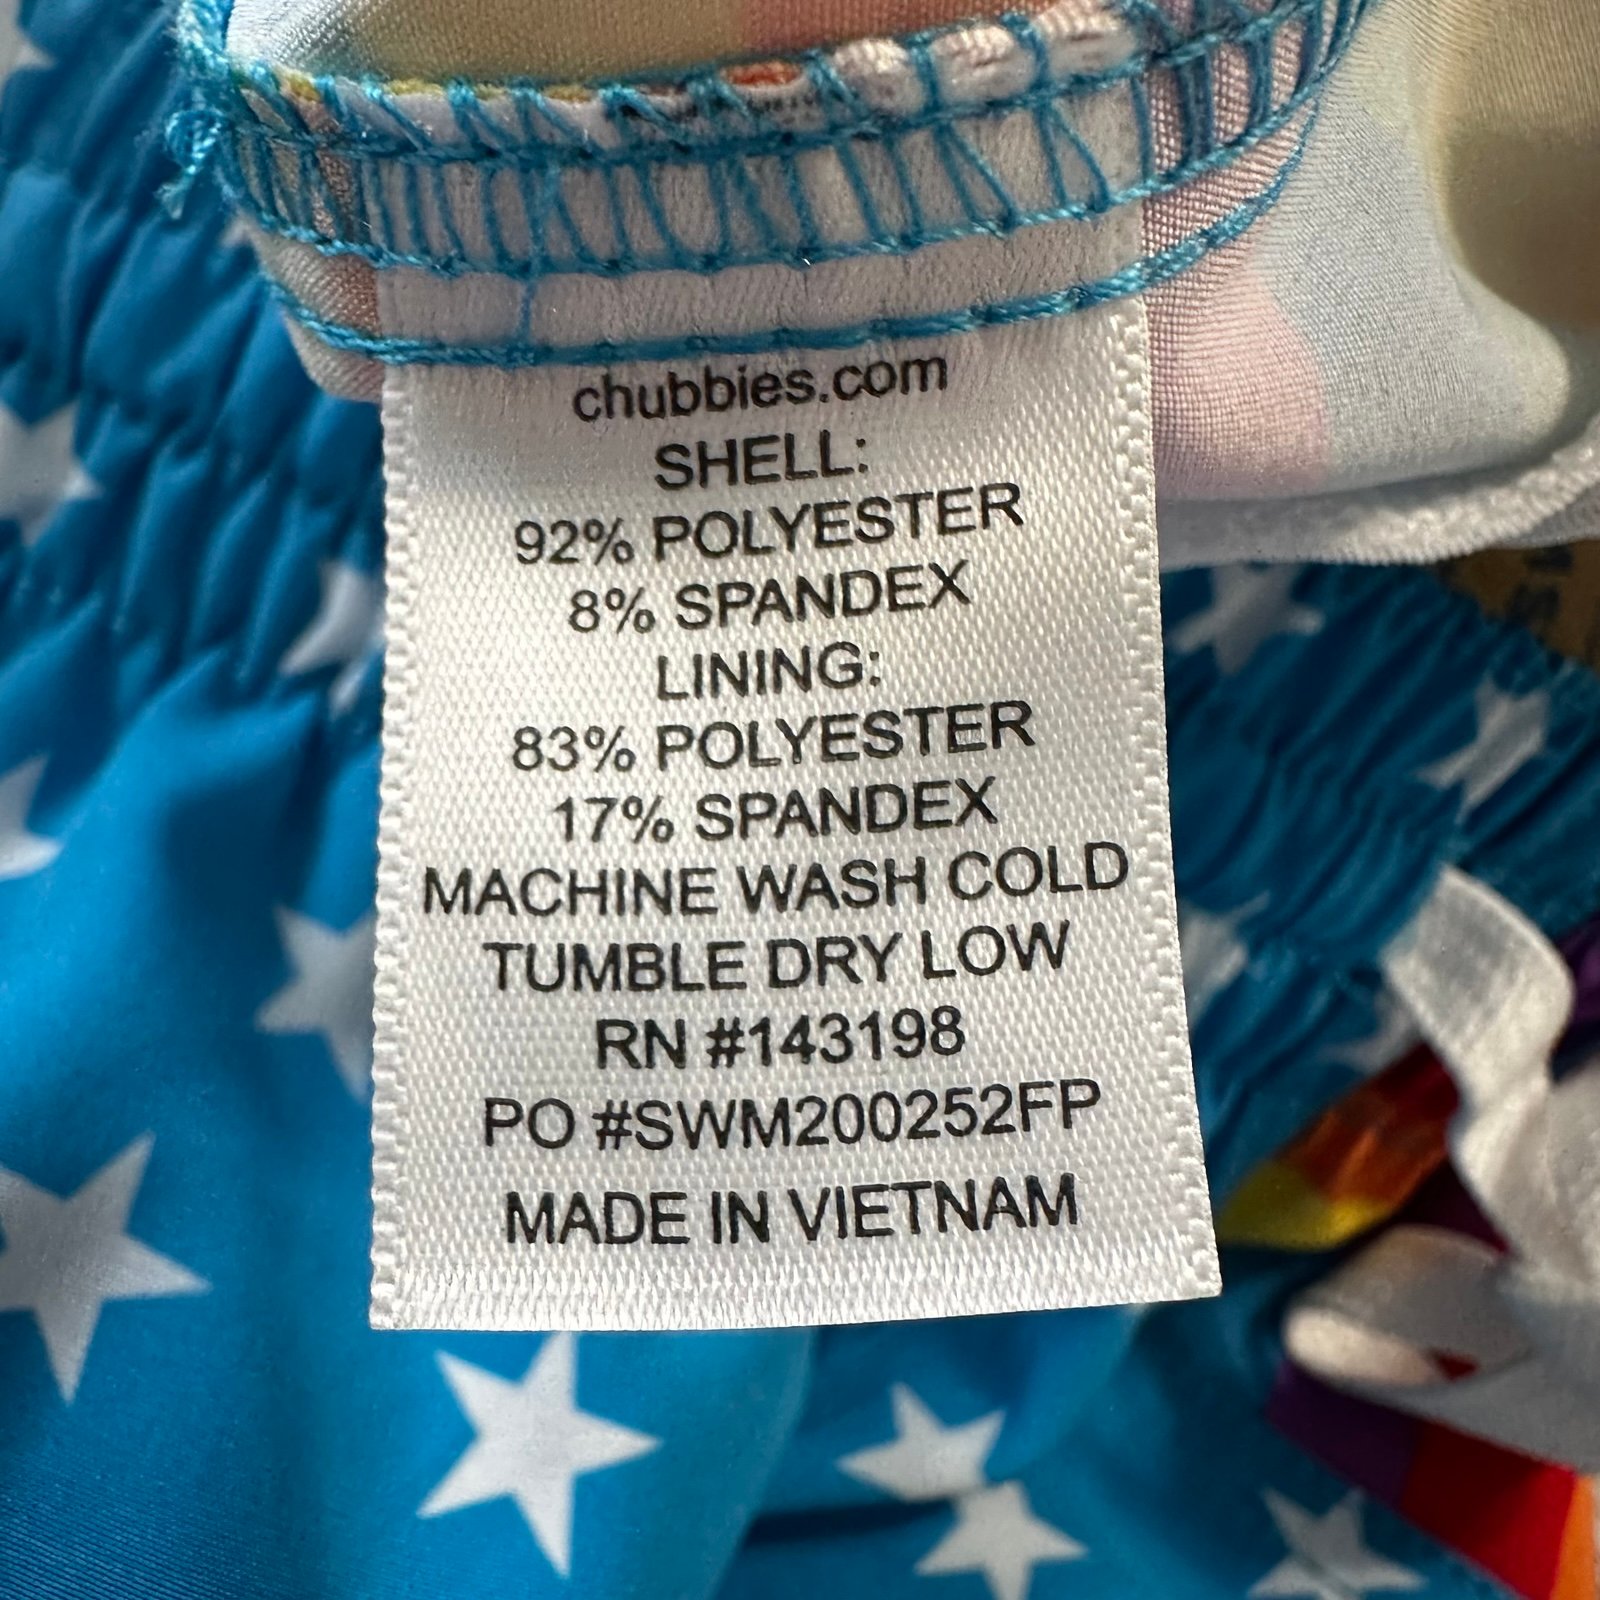 chubbies.com
SHELL:
92% POLYESTER
8% SPANDEX
LINING:
83% POLYESTER
17% SPANDEX
MACHINE WASH COLD
TUMBLE DRY LOW
RN #143198
PO #SWM200252FP
MADE IN VIETNAM